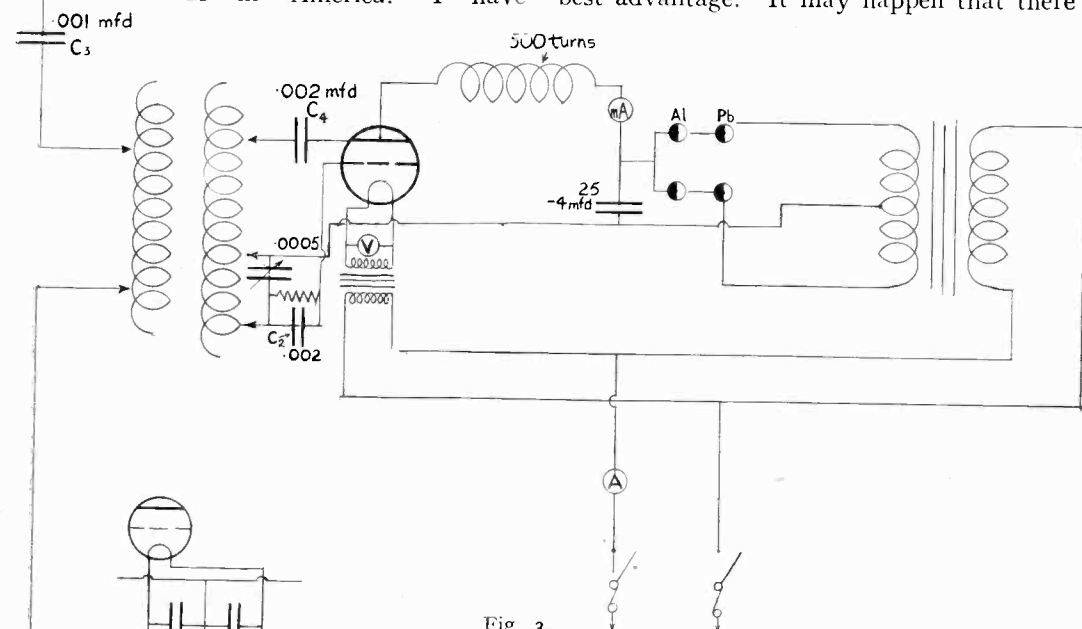 in America. I have best advantage. It may happen that there
·001 mfd
C3
500 turns
·002 mfd
C4
mA
Al Pb
25
-4 mfd
·0005
V
C2
·002
A
Fig 3